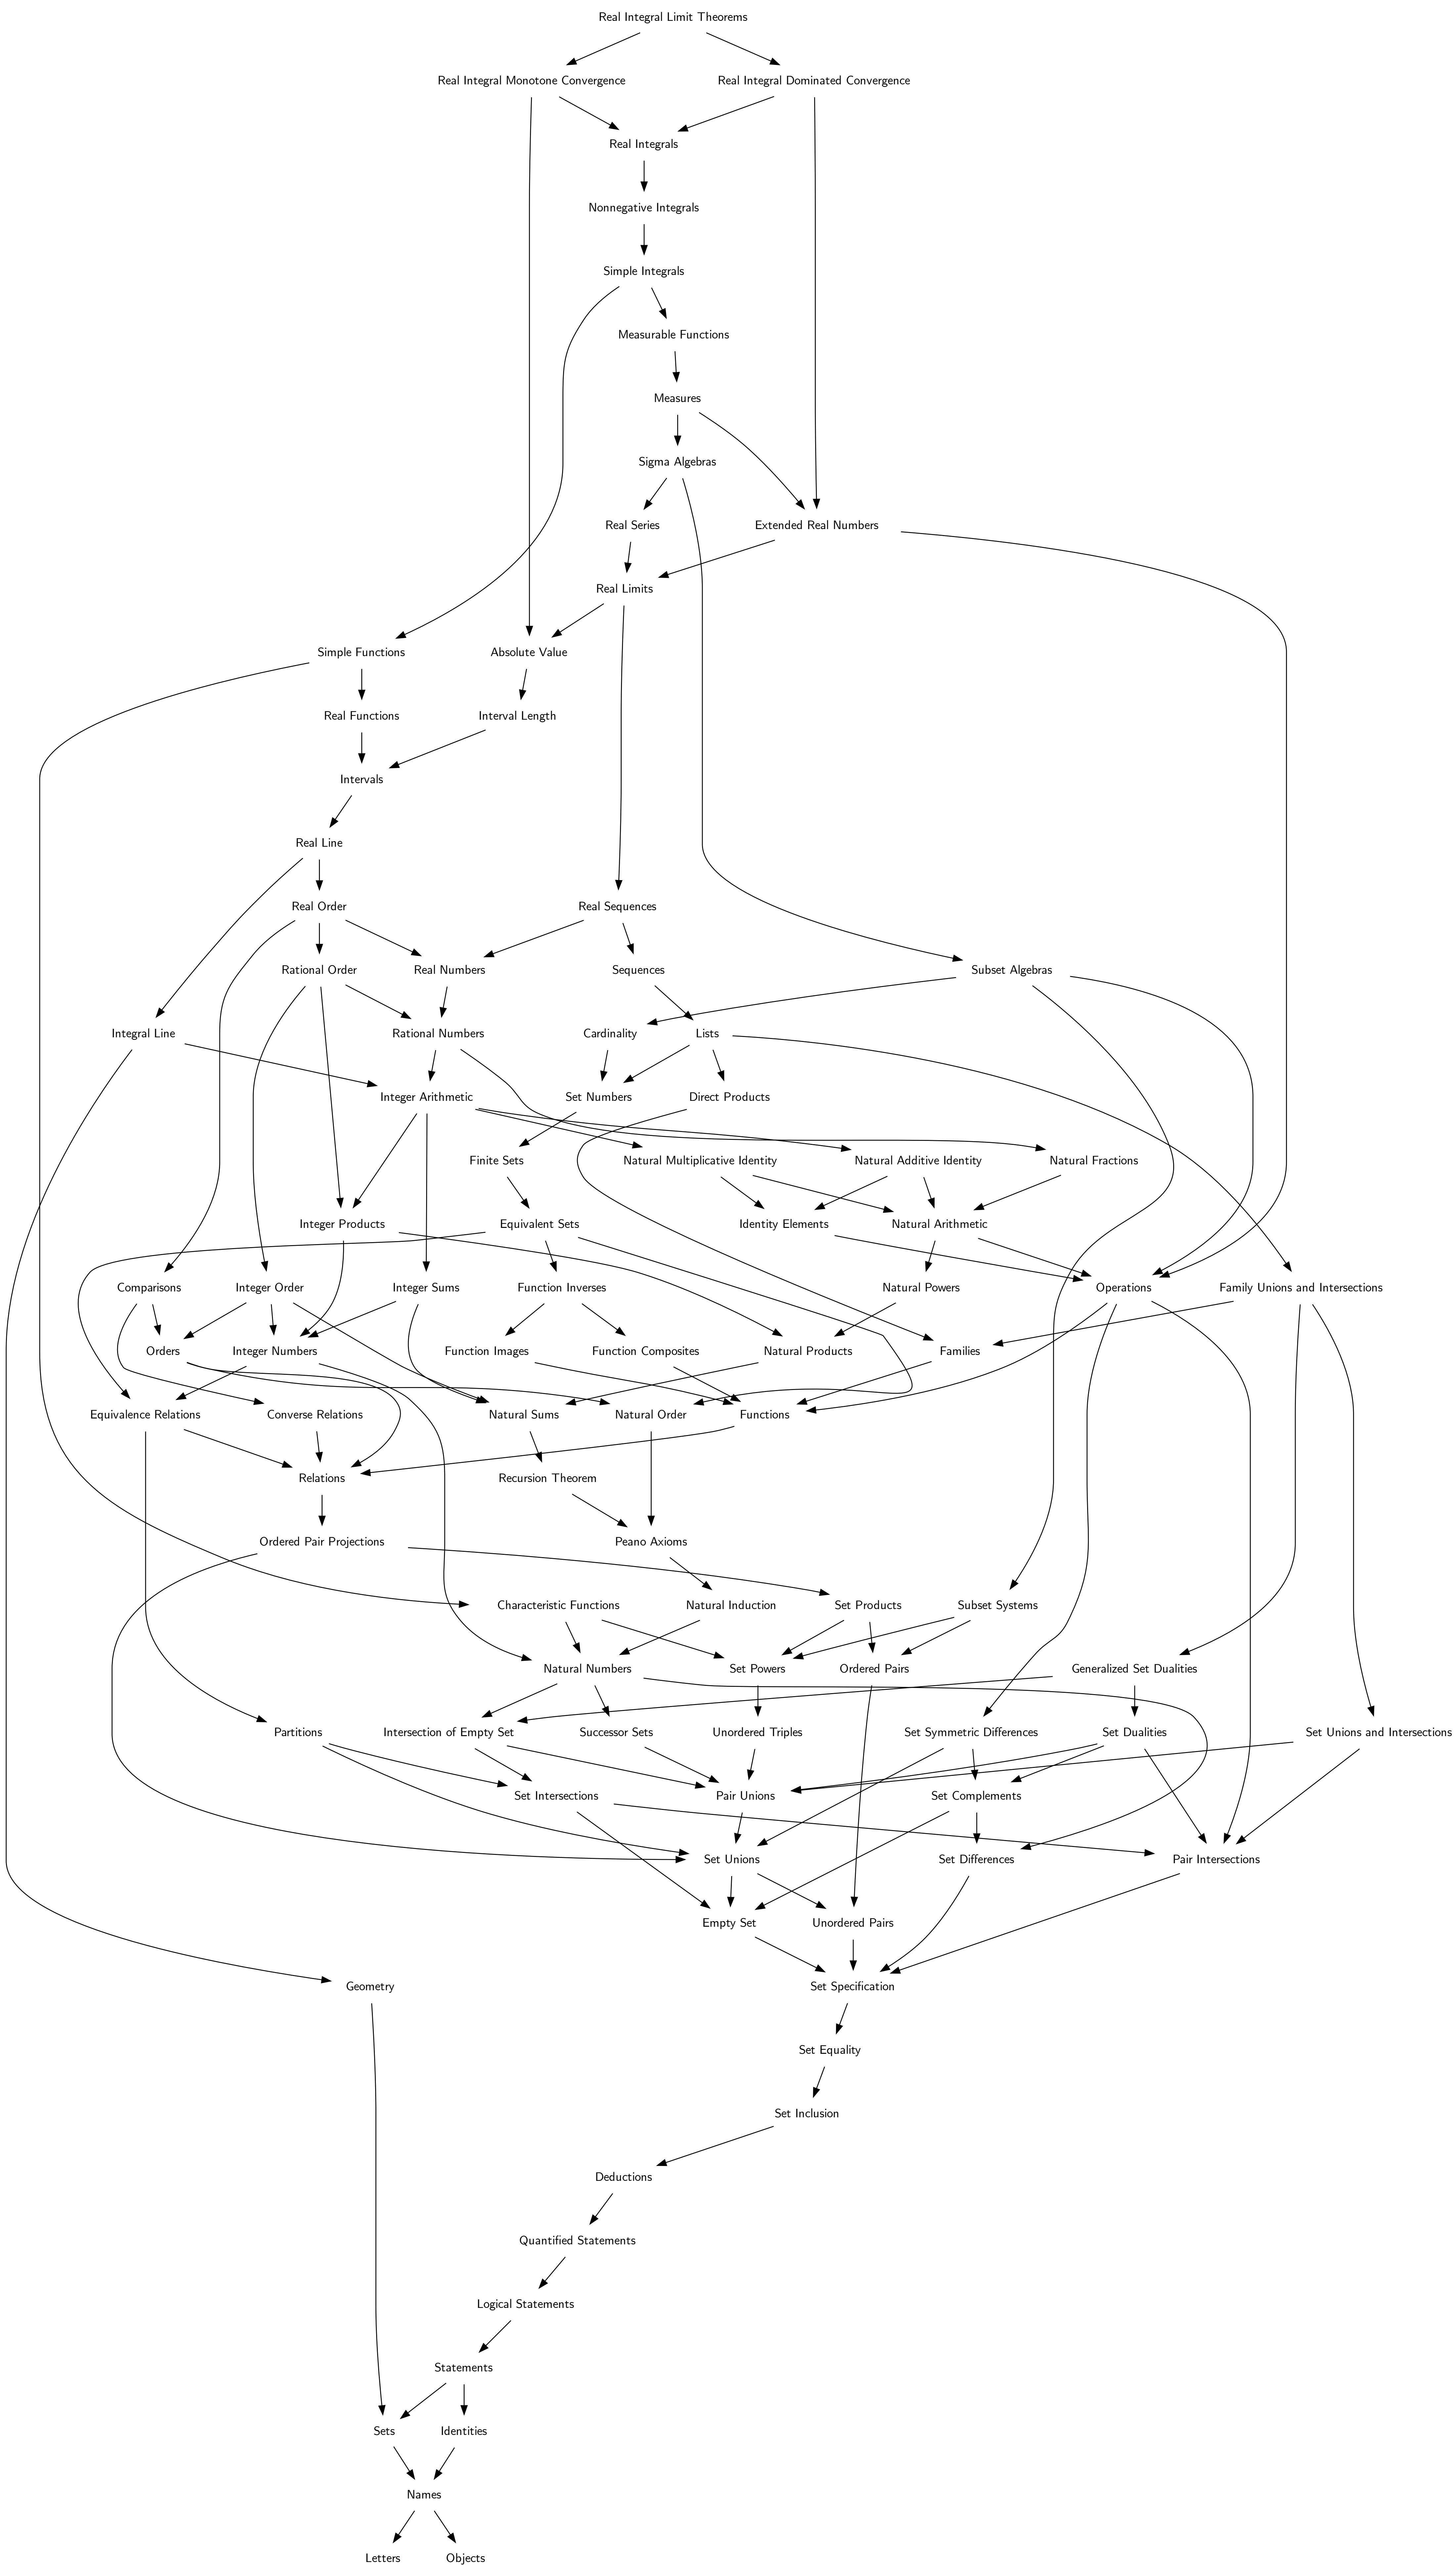 Real Integral Limit Theorems
Real Integral Monotone Convergence
Real Integral Dominated Convergence
Real Integrals
Nonnegative Integrals
Simple Integrals
Measurable Functions
Measures
Sigma Algebras
Real Series
Extended Real Numbers
Real Limits
Simple Functions
Absolute Value
Real Functions
Interval Length
Intervals
Real Line
Real Order
Real Sequences
Rational Order
Real Numbers
Sequences
Subset Algebras
Integral Line
Rational Numbers
Cardinality
Lists
Integer Arithmetic
Set Numbers
Direct Products
Finite Sets
Natural Multiplicative Identity
Natural Additive Identity
Natural Fractions
Integer Products
Equivalent Sets
Identity Elements
Natural Arithmetic
Comparisons
Integer Order
Integer Sums
Function Inverses
Natural Powers
Operations
Family Unions and Intersections
Orders
Integer Numbers
Function Images
Function Composites
Natural Products
Families
Equivalence Relations
Converse Relations
Natural Sums
Natural Order
Functions
Relations
Recursion Theorem
Ordered Pair Projections
Peano Axioms
Characteristic Functions
Natural Induction
Set Products
Subset Systems
Natural Numbers
Set Powers
Ordered Pairs
Generalized Set Dualities
Partitions
Intersection of Empty Set
Successor Sets
Unordered Triples
Set Symmetric Differences
Set Dualities
Set Unions and Intersections
Set Intersections
Pair Unions
Set Complements
Set Unions
Set Differences
Pair Intersections
Empty Set
Unordered Pairs
Geometry
Set Specification
Set Equality
Set Inclusion
Deductions
Quantified Statements
Logical Statements
Statements
Sets
Identities
Names
Letters
Objects